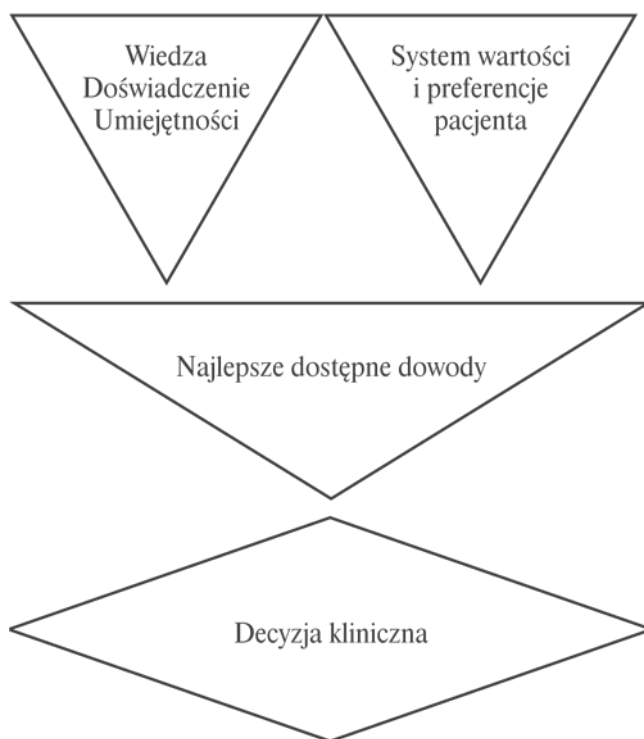 Wiedza
Doświadczenie
Umiejętności
System wartości
i preferencje
pacjenta
Najlepsze dostępne dowody
Decyzja kliniczna